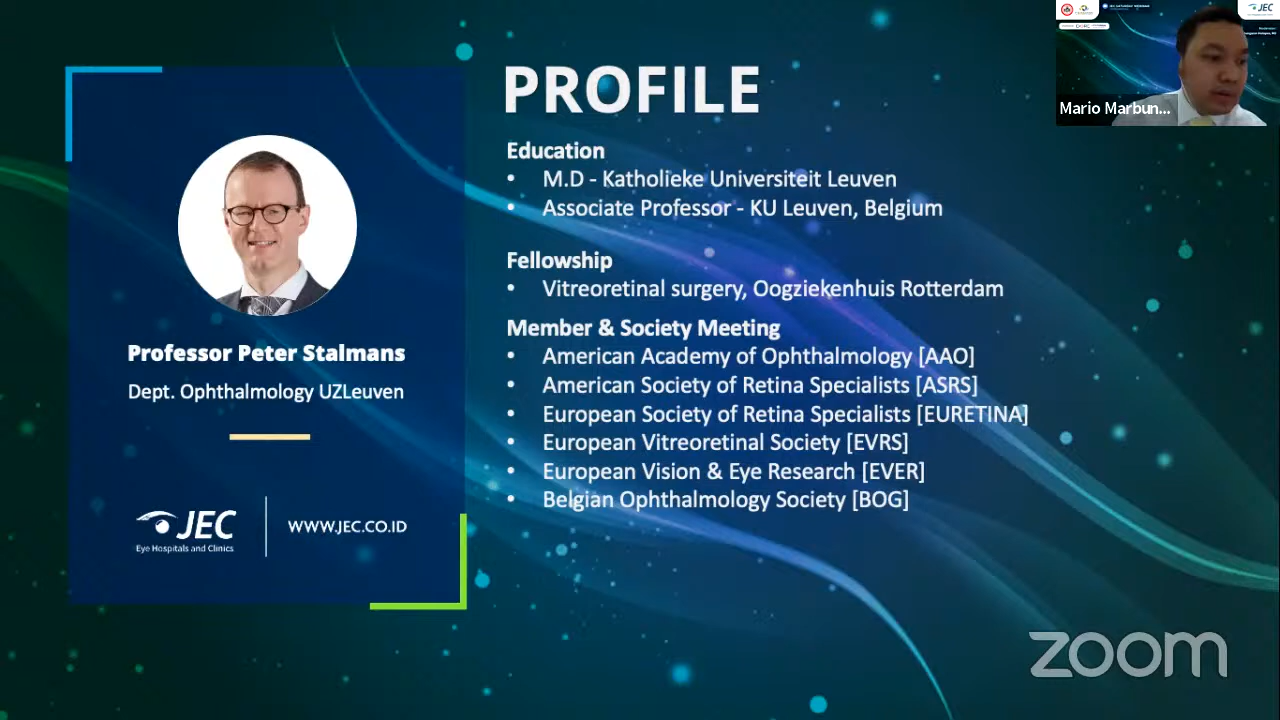 PROFILE
Education
• M.D - Katholieke Universiteit Leuven
• Associate Professor - KU Leuven, Belgium
Fellowship
• Vitreoretinal surgery, Oogziekenhuis Rotterdam
Member & Society Meeting
• American Academy of Ophthalmology [AAO]
• American Society of Retina Specialists [ASRS]
• European Society of Retina Specialists [EURETINA]
• European Vitreoretinal Society [EVRS]
• European Vision & Eye Research [EVER]
• Belgian Ophthalmology Society [BOG]
Professor Peter Stalmans
Dept. Ophthalmology UZLeuven
JEC
Eye Hospitals and Clinics
WWW.JEC.CO.ID
JEC
Mario Marbun...
zoom